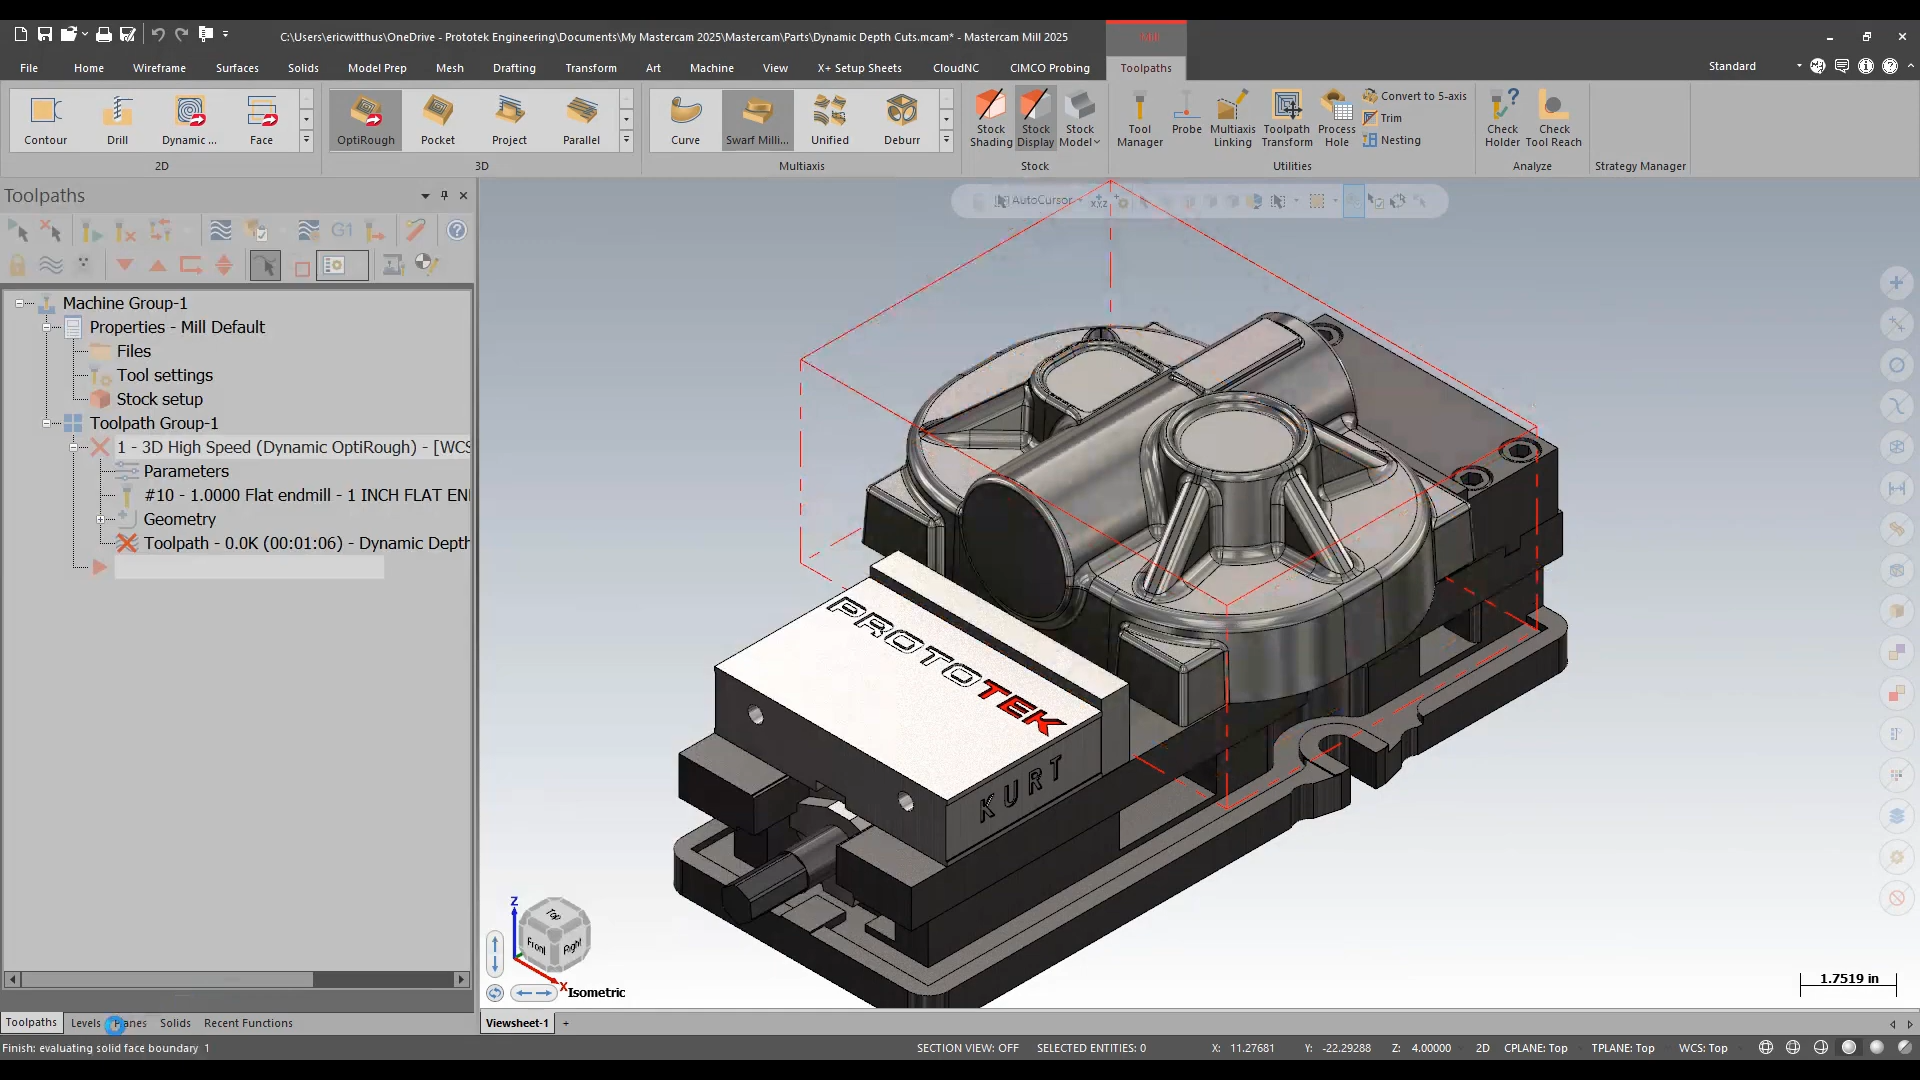 C:\Users\ericwitthus\OneDrive - Prototek Engineering\Documents\My Mastercam 2025\Mastercam\Parts\Dynamic Depth Cuts.mcam* - Mastercam Mill 2025
Mill
File Home Wireframe Surfaces Solids Model Prep Mesh Drafting Transform Art Machine View X+ Setup Sheets CloudNC CIMCO Probing Toolpaths Standard
Contour Drill Dynamic ... Face OptiRough Pocket Project Parallel Curve Swarf Milli... Unified Deburr
Stock Shading Stock Display Stock Model
Tool Manager Probe Multiaxis Linking Toolpath Transform Process Hole
Convert to 5-axis
Trim
Nesting
Check Holder Check Tool Reach
2D 3D Multiaxis Stock Utilities Analyze Strategy Manager
Toolpaths
AutoCursor
XYZ
G1
Machine Group-1
Properties - Mill Default
Files
Tool settings
Stock setup
Toolpath Group-1
1 - 3D High Speed (Dynamic OptiRough) - [WCS
Parameters
#10 - 1.0000 Flat endmill - 1 INCH FLAT EN
Geometry
Toolpath - 0.0K (00:01:06) - Dynamic Depth
PROTOTEK
KURT
Z
Top
Front
Right
X
Isometric
1.7519 in
Toolpaths Levels Planes Solids Recent Functions
Viewsheet-1 +
Finish: evaluating solid face boundary 1
SECTION VIEW: OFF SELECTED ENTITIES: 0 X: 11.27681 Y: -22.29288 Z: 4.00000 2D CPLANE: Top TPLANE: Top WCS: Top